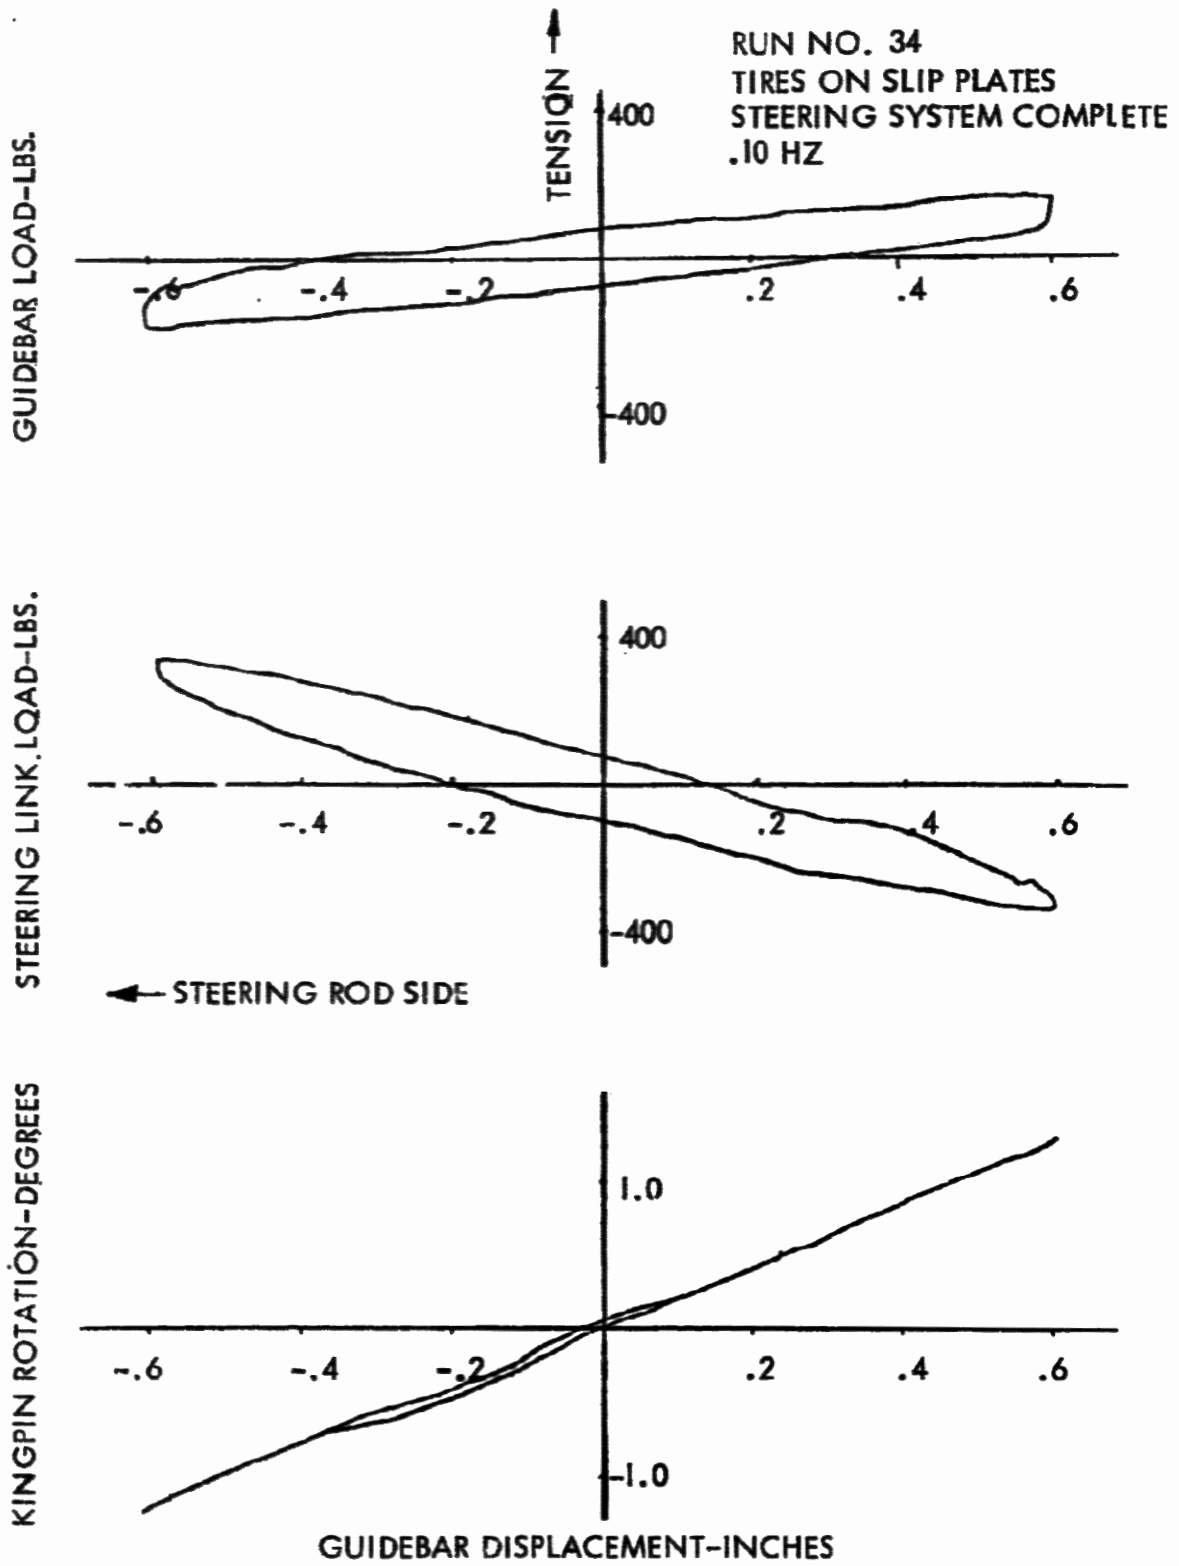 TENSION
RUN NO. 34
TIRES ON SLIP PLATES
STEERING SYSTEM COMPLETE
.10 HZ
GUIDEBAR LOAD-LBS.
400
-.6 -.4 -.2 .2 .4 .6
-400
STEERING LINK LOAD-LBS.
400
-.6 -.4 -.2 .2 .4 .6
-400
STEERING ROD SIDE
KINGPIN ROTATION-DEGREES
1.0
-.6 -.4 -.2 .2 .4 .6
-1.0
GUIDEBAR DISPLACEMENT-INCHES